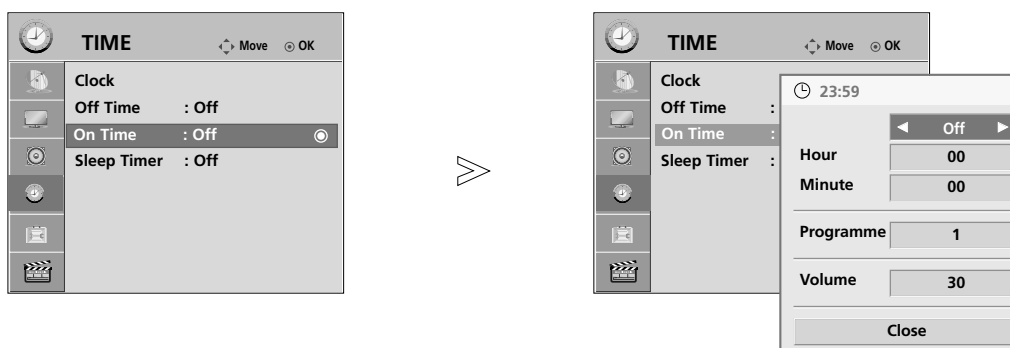 TIME Move OK
Clock
Off Time : Off
On Time : Off
Sleep Timer : Off
TIME Move OK
Clock
Off Time :
On Time :
Sleep Timer :
23:59
Off
Hour 00
Minute 00
Programme 1
Volume 30
Close